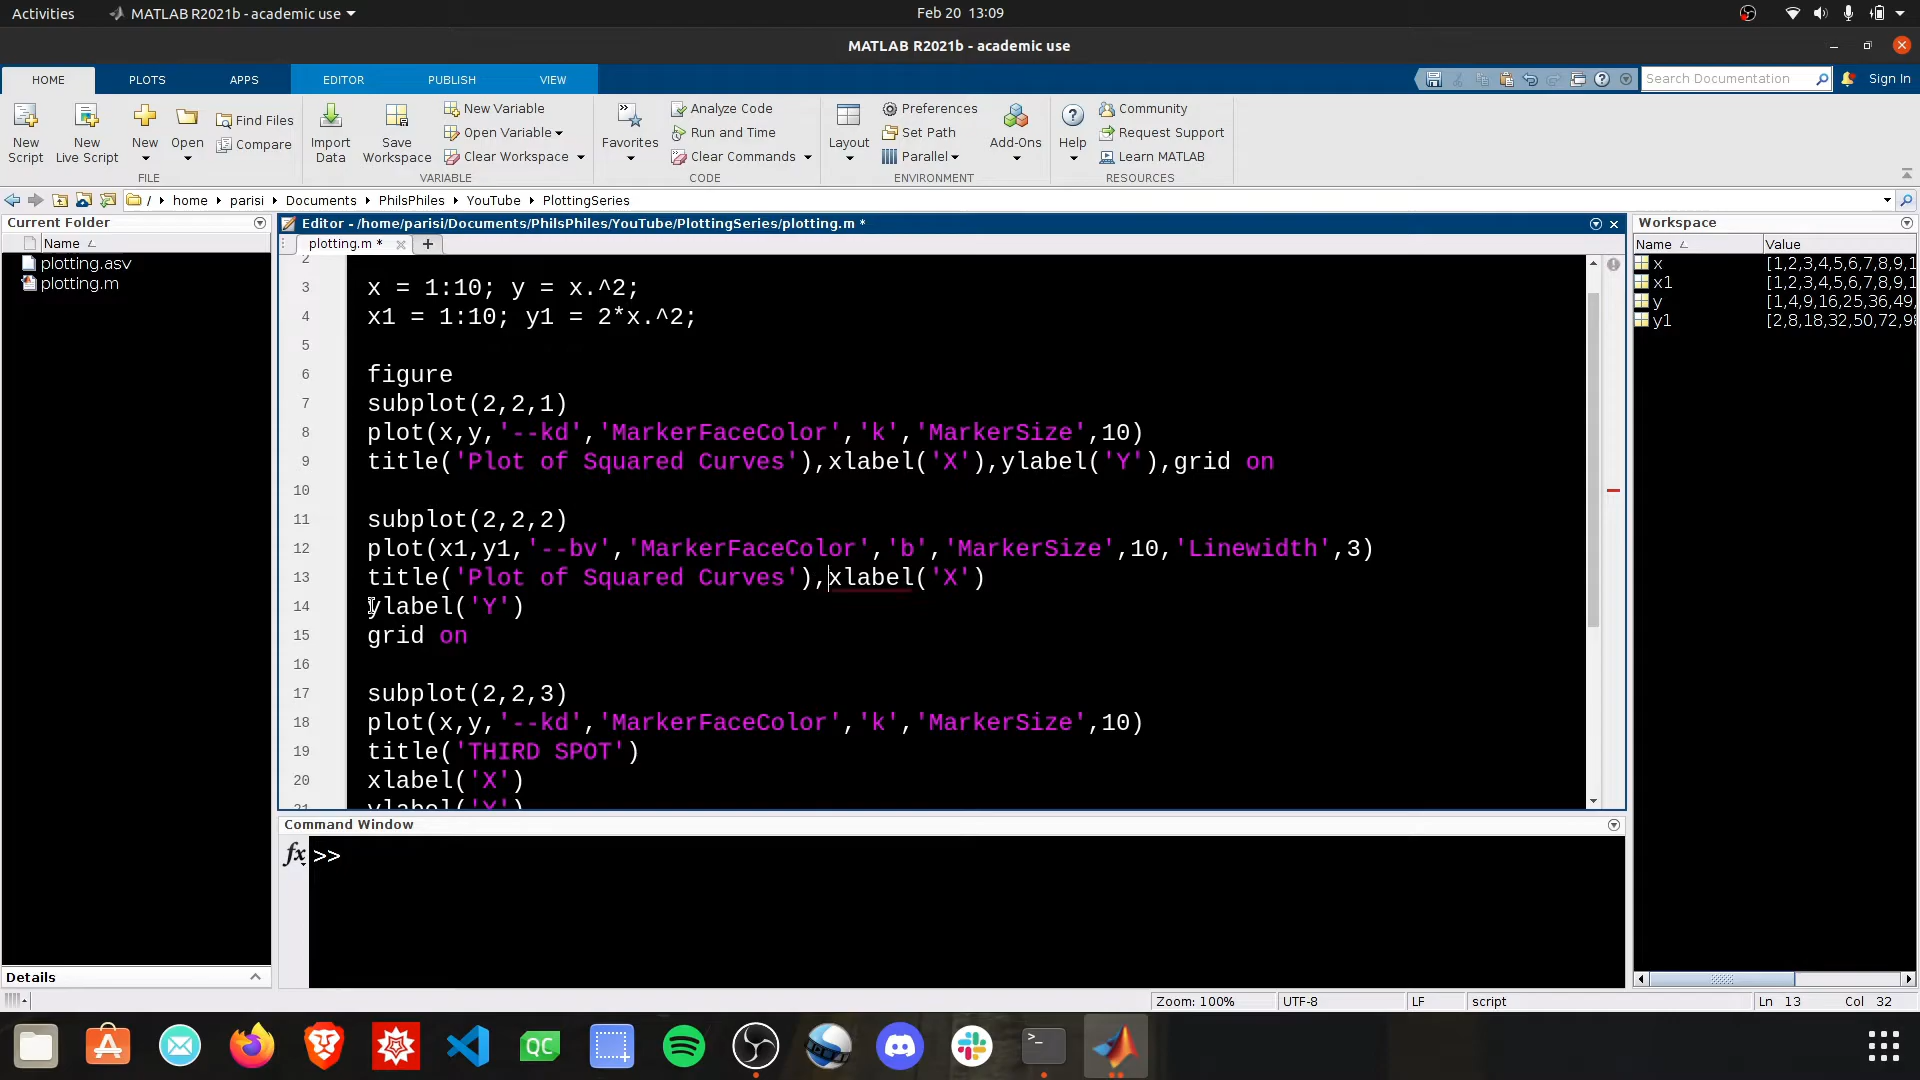 Activities MATLAB R2021b - academic use Feb 20 13:09
MATLAB R2021b - academic use
HOME PLOTS APPS EDITOR PUBLISH VIEW Search Documentation Sign In
New Script New Live Script New Open Find Files Compare
FILE
Import Data Save Workspace New Variable Open Variable Clear Workspace
VARIABLE
Favorites Analyze Code Run and Time Clear Commands
CODE
Layout Preferences Set Path Parallel Add-Ons
ENVIRONMENT
Help Community Request Support Learn MATLAB
RESOURCES
/ home parisi Documents PhilsPhiles YouTube PlottingSeries
Current Folder
Name
plotting.asv
plotting.m
Details
Editor - /home/parisi/Documents/PhilsPhiles/YouTube/PlottingSeries/plotting.m *
plotting.m * +
2
3 x = 1:10; y = x.^2;
4 x1 = 1:10; y1 = 2*x.^2;
5
6 figure
7 subplot(2,2,1)
8 plot(x,y,'--kd','MarkerFaceColor','k','MarkerSize',10)
9 title('Plot of Squared Curves'),xlabel('X'),ylabel('Y'),grid on
10
11 subplot(2,2,2)
12 plot(x1,y1,'--bv','MarkerFaceColor','b','MarkerSize',10,'Linewidth',3)
13 title('Plot of Squared Curves'),xlabel('X')
14 ylabel('Y')
15 grid on
16
17 subplot(2,2,3)
18 plot(x,y,'--kd','MarkerFaceColor','k','MarkerSize',10)
19 title('THIRD SPOT')
20 xlabel('X')
21 ylabel('Y')
Command Window
fx >>
Workspace
Name Value
x [1,2,3,4,5,6,7,8,9,1
x1 [1,2,3,4,5,6,7,8,9,1
y [1,4,9,16,25,36,49,
y1 [2,8,18,32,50,72,98
Zoom: 100% UTF-8 LF script Ln 13 Col 32
QC
>_